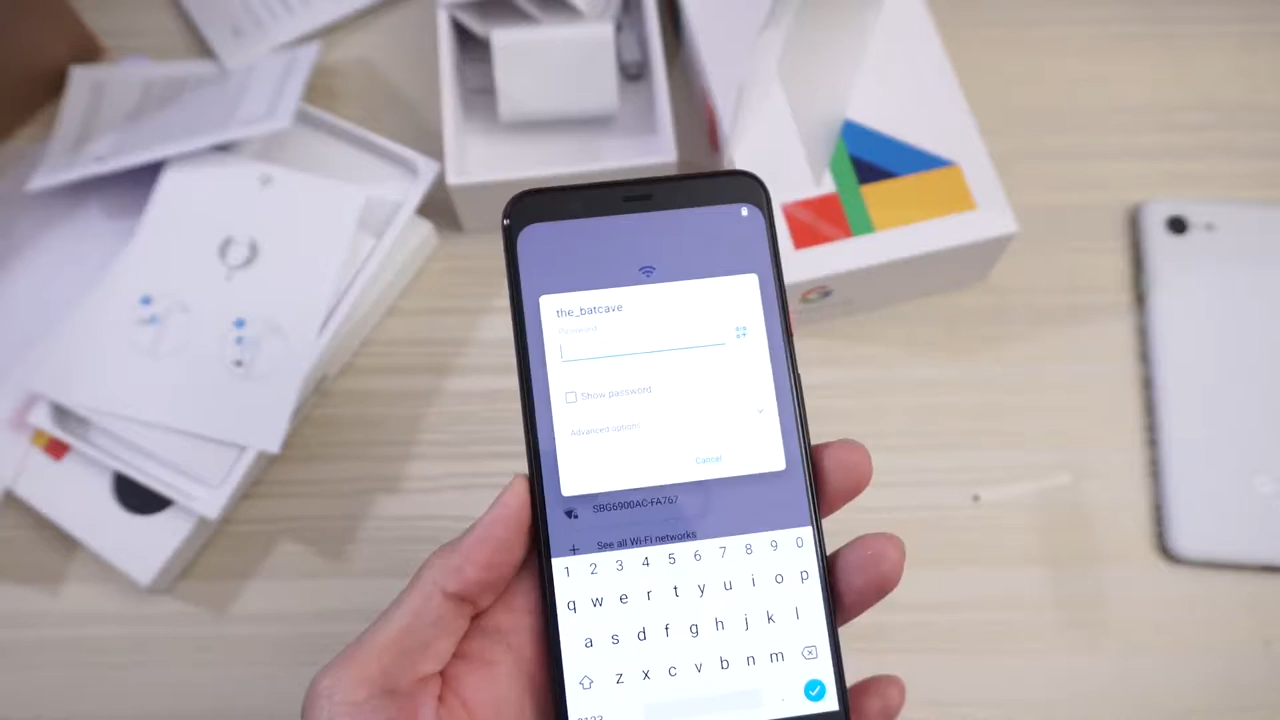 the_batcave
Password
Show password
Advanced options
Cancel
SBG6900AC-FA767
See all Wi-Fi networks
1 2 3 4 5 6 7 8 9 0
q w e r t y u i o p
a s d f g h j k l
z x c v b n m
G